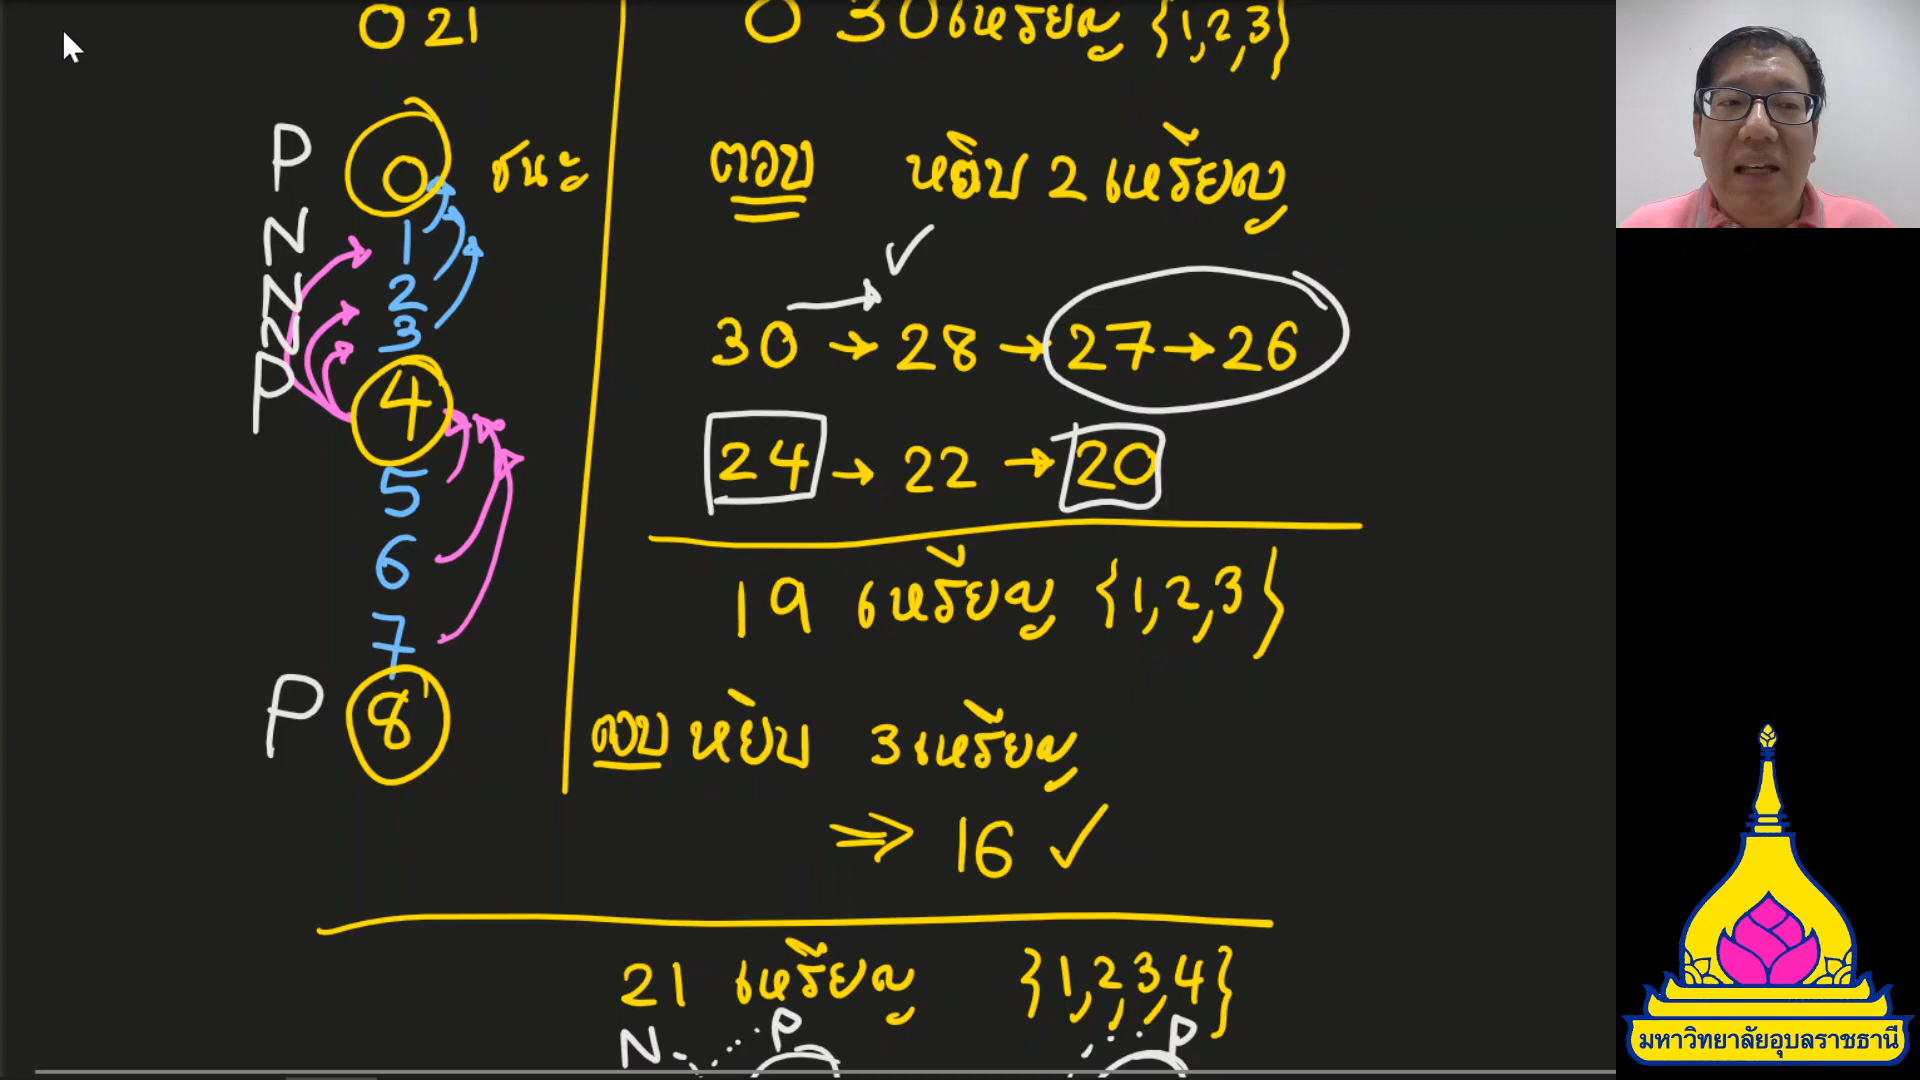 0 21
P 0 ชนะ
N 1
N 2
N 3
P 4
5
6
7
P 8
0 30 เหรียญ {1,2,3}
ตอบ หยิบ 2 เหรียญ
30 → 28 → 27 → 26
24 → 22 → 20
19 เหรียญ {1,2,3}
ตอบ หยิบ 3 เหรียญ
⇒ 16 ✓
21 เหรียญ {1,2,3,4}
N P P
มหาวิทยาลัยอุบลราชธานี